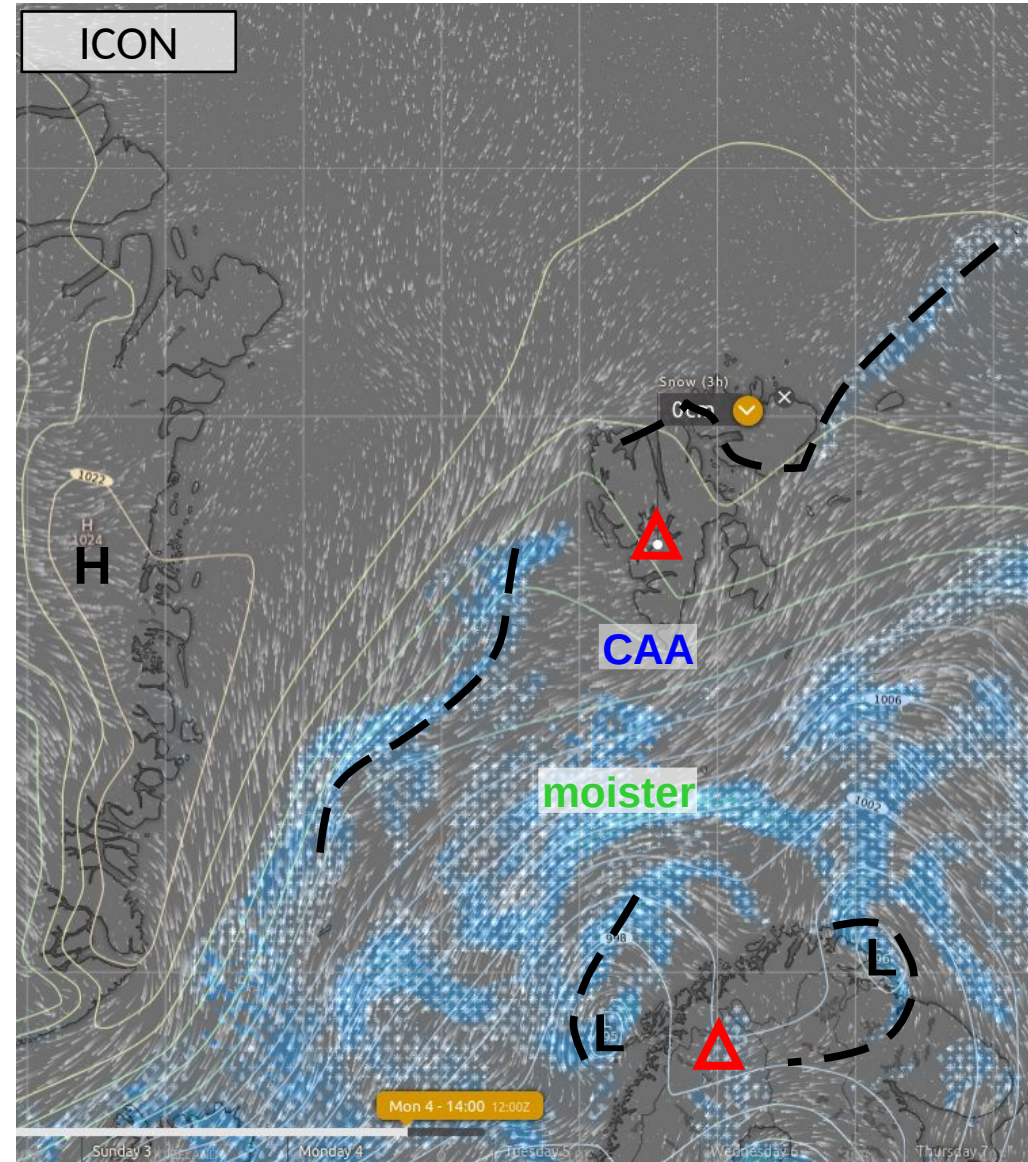 ICON
Snow (3h)
0cm
1022
H
1024
H
CAA
1006
moister
1002
998
L
L
Mon 4 - 14:00 12:00Z
Sunday 3
Monday 4
Tuesday 5
Wednesday 6
Thursday 7